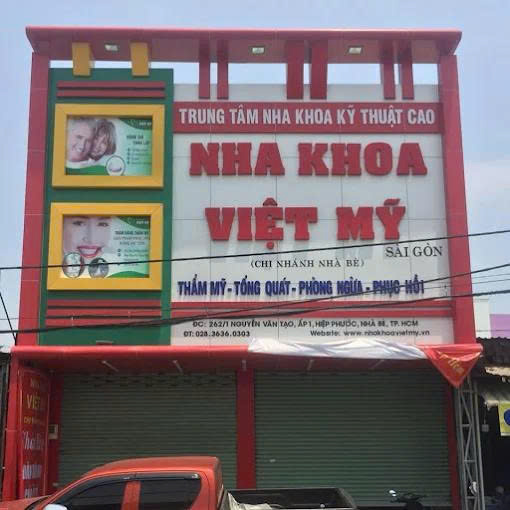 TRUNG TÂM NHA KHOA KỸ THUẬT CAO
NHA KHOA
VIỆT MỸ
SÀI GÒN
(CHI NHÁNH NHÀ BÈ)
THẨM MỸ - TỔNG QUÁT - PHÒNG NGỪA - PHỤC HỒI
ĐC: 262/1 NGUYỄN VĂN TẠO, ẤP 1, HIỆP PHƯỚC, NHÀ BÈ, TP. HCM
ĐT: 028.3636.0303 Website: www.nhakhoavietmy.vn